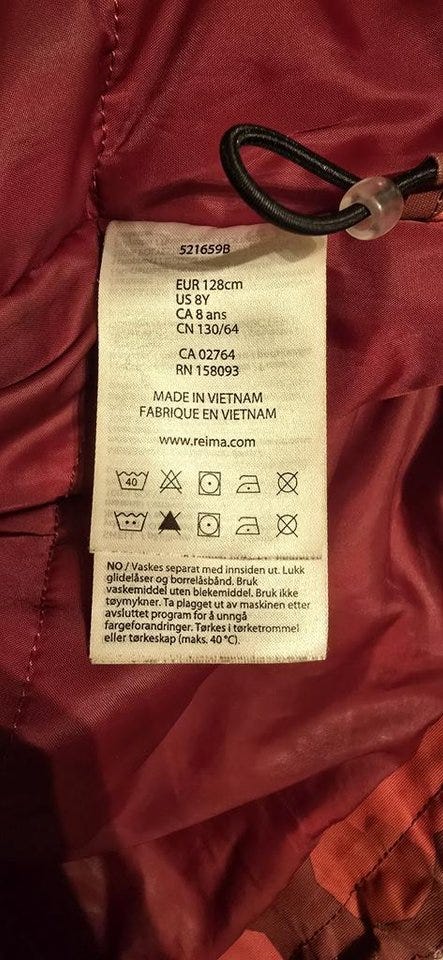 521659B
EUR 128cm
US 8Y
CA 8 ans
CN 130/64
CA 02764
RN 158093
MADE IN VIETNAM
FABRIQUE EN VIETNAM
www.reima.com
40
NO / Vaskes separat med innsiden ut. Lukk
glidelåser og borrelåsbånd. Bruk
vaskemiddel uten blekemiddel. Bruk ikke
tøymykner. Ta plagget ut av maskinen etter
avsluttet program for å unngå
fargeforandringer. Tørkes i tørketrommel
eller tørkeskap (maks. 40 °C).